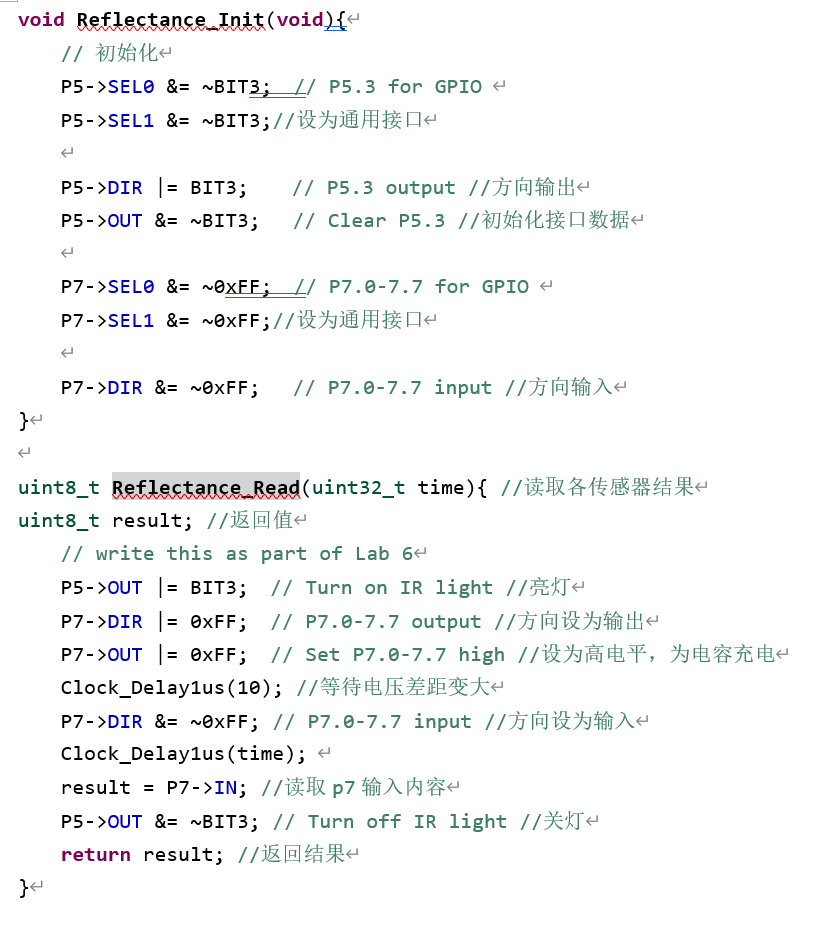 void Reflectance_Init(void){
// 初始化
P5->SEL0 &= ~BIT3;  // P5.3 for GPIO
P5->SEL1 &= ~BIT3;//设为通用接口
P5->DIR |= BIT3;    // P5.3 output //方向输出
P5->OUT &= ~BIT3;   // Clear P5.3 //初始化接口数据
P7->SEL0 &= ~0xFF;  // P7.0-7.7 for GPIO
P7->SEL1 &= ~0xFF;//设为通用接口
P7->DIR &= ~0xFF;   // P7.0-7.7 input //方向输入
}
uint8_t Reflectance_Read(uint32_t time){ //读取各传感器结果
uint8_t result; //返回值
// write this as part of Lab 6
P5->OUT |= BIT3;  // Turn on IR light //亮灯
P7->DIR |= 0xFF;  // P7.0-7.7 output //方向设为输出
P7->OUT |= 0xFF;  // Set P7.0-7.7 high //设为高电平，为电容充电
Clock_Delay1us(10); //等待电压差距变大
P7->DIR &= ~0xFF; // P7.0-7.7 input //方向设为输入
Clock_Delay1us(time);
result = P7->IN; //读取 p7 输入内容
P5->OUT &= ~BIT3; // Turn off IR light //关灯
return result; //返回结果
}